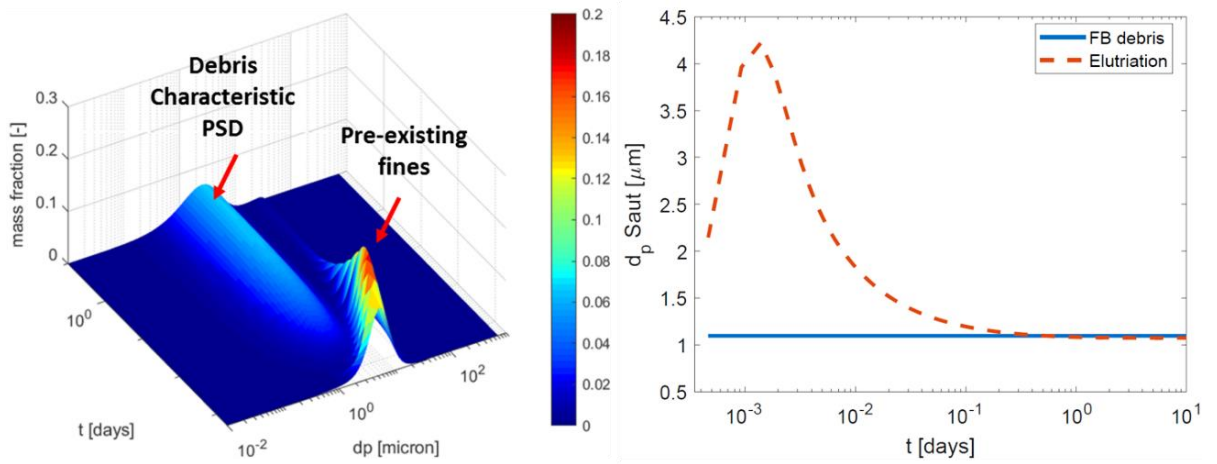 Debris
Characteristic
PSD
Pre-existing
fines
mass fraction [-]
0.3
0.2
0.1
0
10^0
t [days]
10^-2
10^0
10^2
dp [micron]
0.2
0.18
0.16
0.14
0.12
0.1
0.08
0.06
0.04
0.02
0
d_p Saut [μm]
4.5
4
3.5
3
2.5
2
1.5
1
0.5
FB debris
Elutriation
10^-3
10^-2
10^-1
10^0
10^1
t [days]